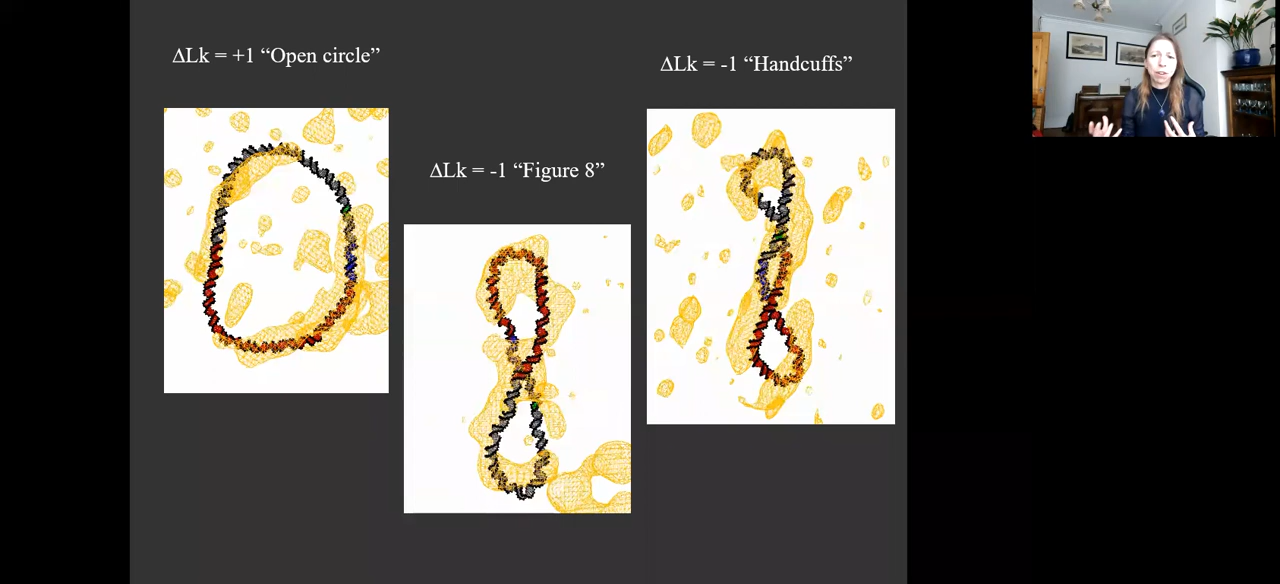 ΔLk = +1 “Open circle”
ΔLk = -1 “Figure 8”
ΔLk = -1 “Handcuffs”